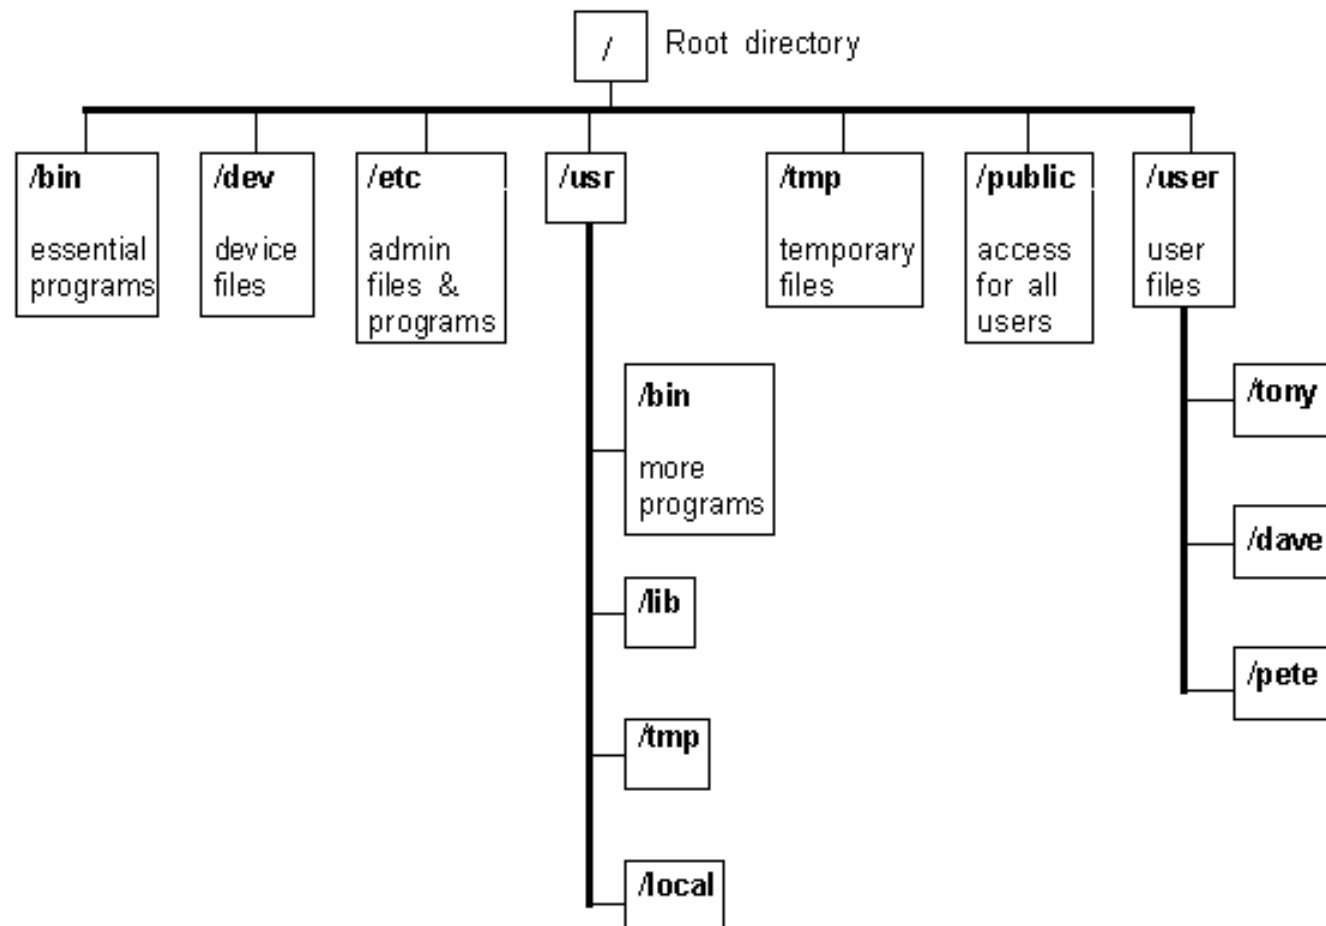 /
Root directory
/bin
essential
programs
/dev
device
files
/etc
admin
files &
programs
/usr
/tmp
temporary
files
/public
access
for all
users
/user
user
files
/bin
more
programs
/lib
/tmp
/local
/tony
/dave
/pete